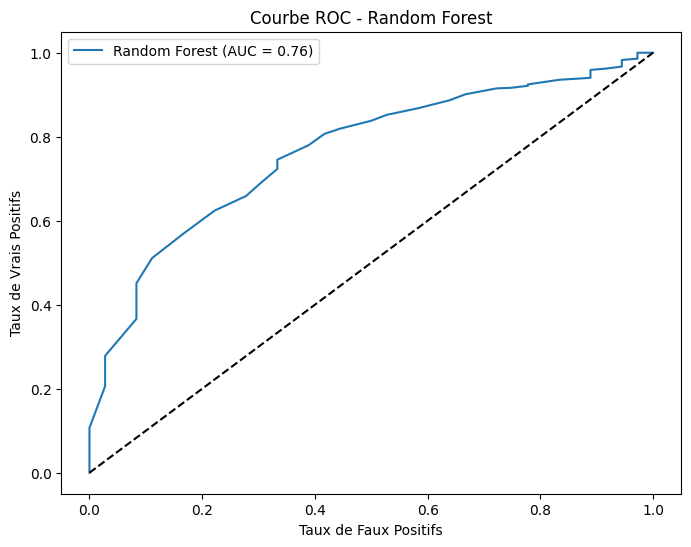 Courbe ROC - Random Forest
Random Forest (AUC = 0.76)
Taux de Vrais Positifs
1.0
0.8
0.6
0.4
0.2
0.0
0.0 0.2 0.4 0.6 0.8 1.0
Taux de Faux Positifs